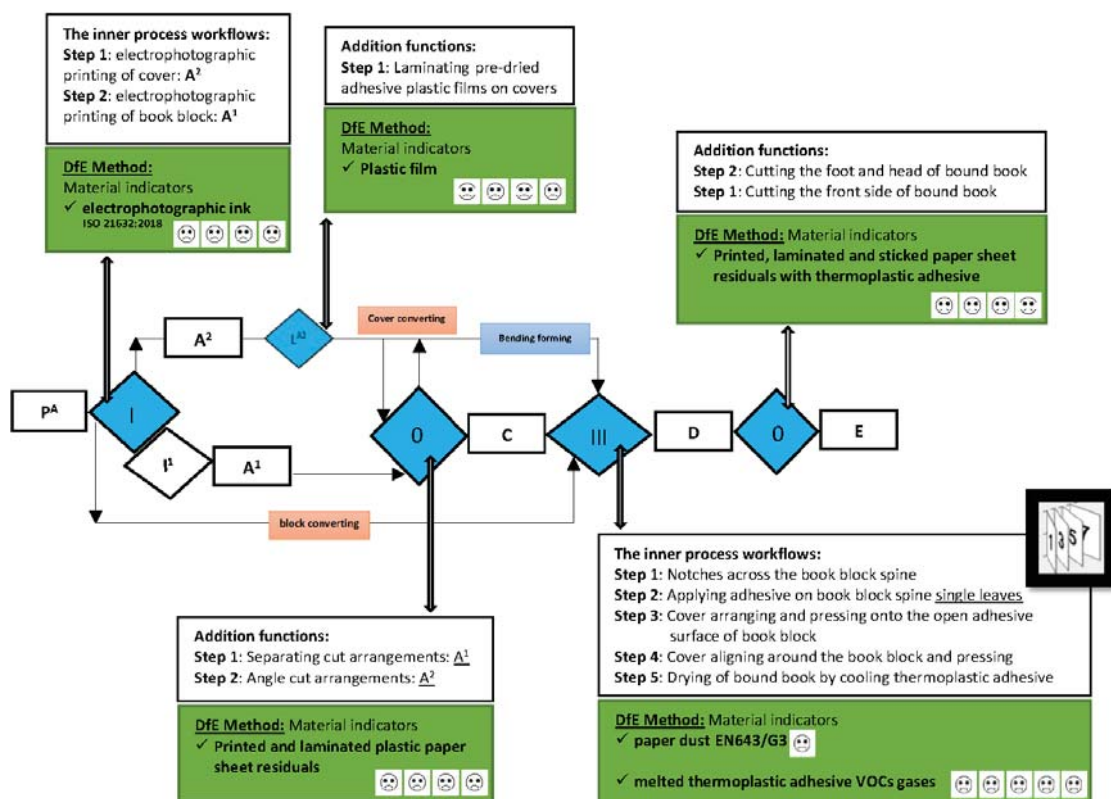 The inner process workflows:
Step 1: electrophotographic
printing of cover: A²
Step 2: electrophotographic
printing of book block: A¹
DfE Method:
Material indicators
✓ electrophotographic ink
ISO 21632:2018
Addition functions:
Step 1: Laminating pre-dried
adhesive plastic films on covers
DfE Method:
Material indicators
✓ Plastic film
Addition functions:
Step 2: Cutting the foot and head of bound book
Step 1: Cutting the front side of bound book
DfE Method: Material indicators
✓ Printed, laminated and sticked paper sheet
residuals with thermoplastic adhesive
Cover converting
A²
L^A2
Bending forming
P^A
I
0
C
III
D
0
E
I¹
A¹
block converting
The inner process workflows:
Step 1: Notches across the book block spine
Step 2: Applying adhesive on book block spine single leaves
Step 3: Cover arranging and pressing onto the open adhesive
surface of book block
Step 4: Cover aligning around the book block and pressing
Step 5: Drying of bound book by cooling thermoplastic adhesive
DfE Method: Material indicators
✓ paper dust EN643/G3
✓ melted thermoplastic adhesive VOCs gases
Addition functions:
Step 1: Separating cut arrangements: A¹
Step 2: Angle cut arrangements: A²
DfE Method: Material indicators
✓ Printed and laminated plastic paper
sheet residuals